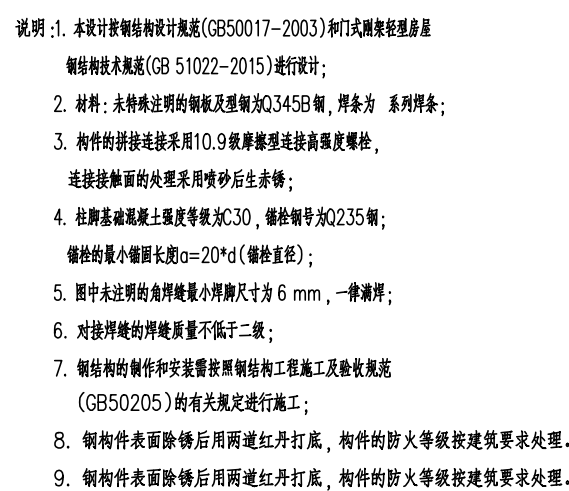 说明:1. 本设计按钢结构设计规范(GB50017-2003)和门式刚架轻型房屋
钢结构技术规范(GB 51022-2015)进行设计;
2. 材料:未特殊注明的钢板及型钢为Q345B钢,焊条为  系列焊条;
3. 构件的拼接连接采用10.9级摩擦型连接高强度螺栓,
连接接触面的处理采用喷砂后生赤锈;
4. 柱脚基础混凝土强度等级为C30,锚栓钢号为Q235钢;
锚栓的最小锚固长度la=20*d(锚栓直径);
5. 图中未注明的角焊缝最小焊脚尺寸为 6 mm,一律满焊;
6. 对接焊缝的焊缝质量不低于二级;
7. 钢结构的制作和安装需按照钢结构工程施工及验收规范
(GB50205)的有关规定进行施工;
8. 钢构件表面除锈后用两道红丹打底,构件的防火等级按建筑要求处理。
9. 钢构件表面除锈后用两道红丹打底,构件的防火等级按建筑要求处理。